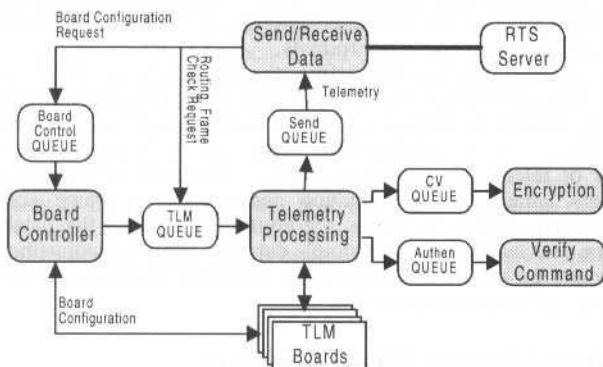 Board Configuration
Request
Send/Receive
Data
RTS
Server
Routing, Frame
Check Request
Telemetry
Board
Control
QUEUE
Send
QUEUE
Board
Controller
TLM
QUEUE
Telemetry
Processing
CV
QUEUE
Encryption
Authen
QUEUE
Verify
Command
Board
Configuration
TLM
Boards